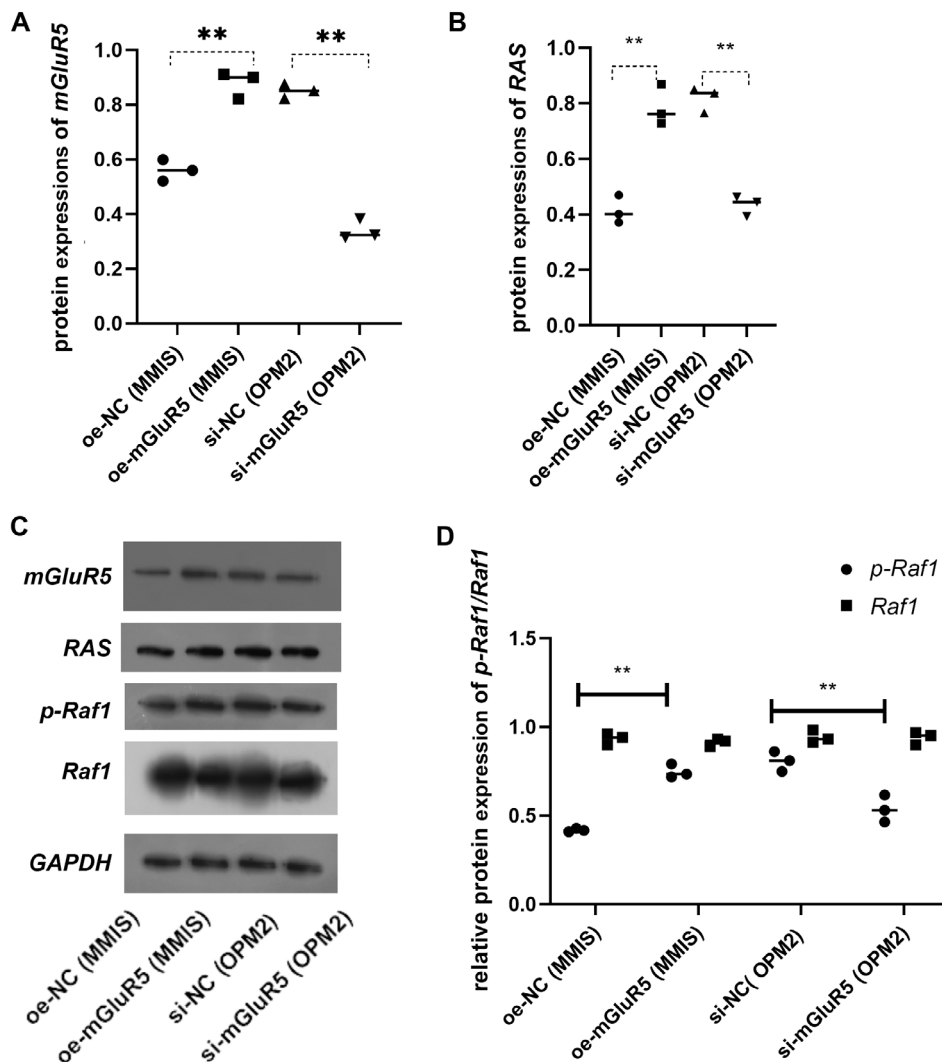 A
protein expressions of mGluR5
1.0
0.8
0.6
0.4
0.2
0.0
**
**
oe-NC (MMIS)
oe-mGluR5 (MMIS)
si-NC (OPM2)
si-mGluR5 (OPM2)
B
protein expressions of RAS
1.0
0.8
0.6
0.4
0.2
0.0
**
**
oe-NC (MMIS)
oe-mGluR5 (MMIS)
si-NC (OPM2)
si-mGluR5 (OPM2)
C
mGluR5
RAS
p-Raf1
Raf1
GAPDH
oe-NC (MMIS)
oe-mGluR5 (MMIS)
si-NC (OPM2)
si-mGluR5 (OPM2)
D
p-Raf1
Raf1
relative protein expression of p-Raf1/Raf1
1.5
1.0
0.5
0.0
**
**
oe-NC (MMIS)
oe-mGluR5 (MMIS)
si-NC( OPM2)
si-mGluR5 (OPM2)